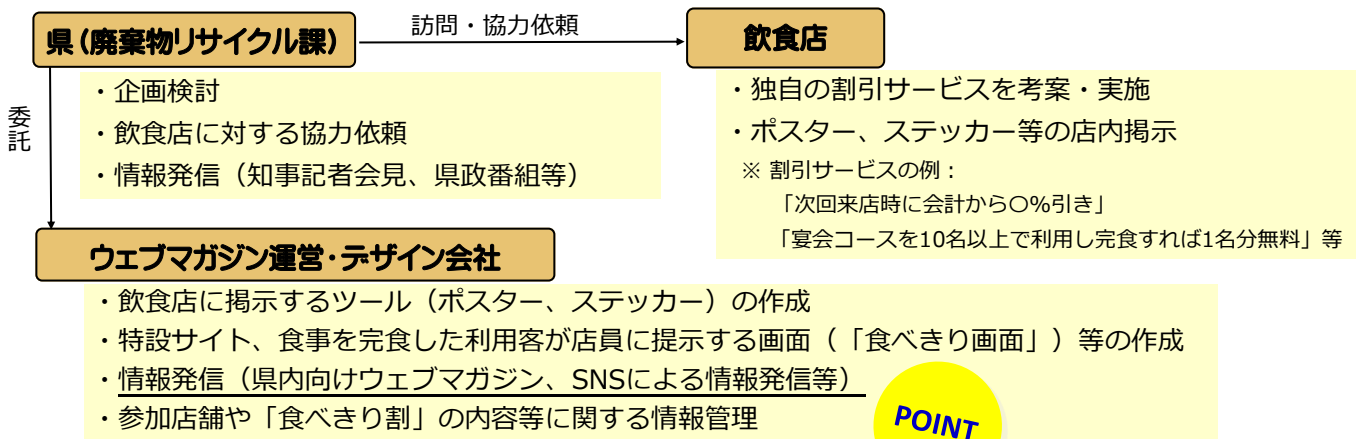 県(廃棄物リサイクル課)
訪問・協力依頼
飲食店
委託
・企画検討
・飲食店に対する協力依頼
・情報発信（知事記者会見、県政番組等）
・独自の割引サービスを考案・実施
・ポスター、ステッカー等の店内掲示
※ 割引サービスの例：
「次回来店時に会計から〇%引き」
「宴会コースを10名以上で利用し完食すれば1名分無料」等
ウェブマガジン運営・デザイン会社
・飲食店に掲示するツール（ポスター、ステッカー）の作成
・特設サイト、食事を完食した利用客が店員に提示する画面（「食べきり画面」）等の作成
・情報発信（県内向けウェブマガジン、SNSによる情報発信等）
・参加店舗や「食べきり割」の内容等に関する情報管理
POINT